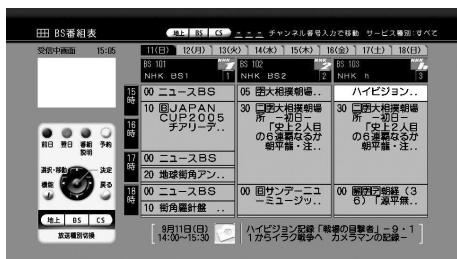 BS番組表
地上 BS CS _ _ _ チャンネル番号入力で移動 サービス種別:すべて
受信中画面 15:05
11(日) 12(月) 13(火) 14(水) 15(木) 16(金) 17(土) 18(日)
BS 101 BS 102 BS 103
NHK BS1 1 NHK BS2 2 NHK h 3
15時 00 ニュースBS
10 JAPAN
CUP2005
チアリーデ..
16時
17時 00 ニュースBS
20 地球街角アン..
18時 00 ニュースBS
10 街角羅針盤 ..
05 大相撲朝場
30 大相撲朝場
所 −初日−
「史上2人目
の6連覇なるか
朝平龍・注..
00 サンデーニュ
ーミュージッ..
ハイビジョン..
30 大相撲朝場
所 −初日−
「史上2人目
の6連覇なるか
朝平龍・注..
00 朝経(3
6)「源平無..
前日 翌日 番組説明 予約
選択・移動 決定
機能 戻る
地上 BS CS
放送種別切換
9月11日(日)
14:00~15:30
ハイビジョン記録「戦場の目撃者」−9・1
1からイラク戦争へ カメラマンの記録−